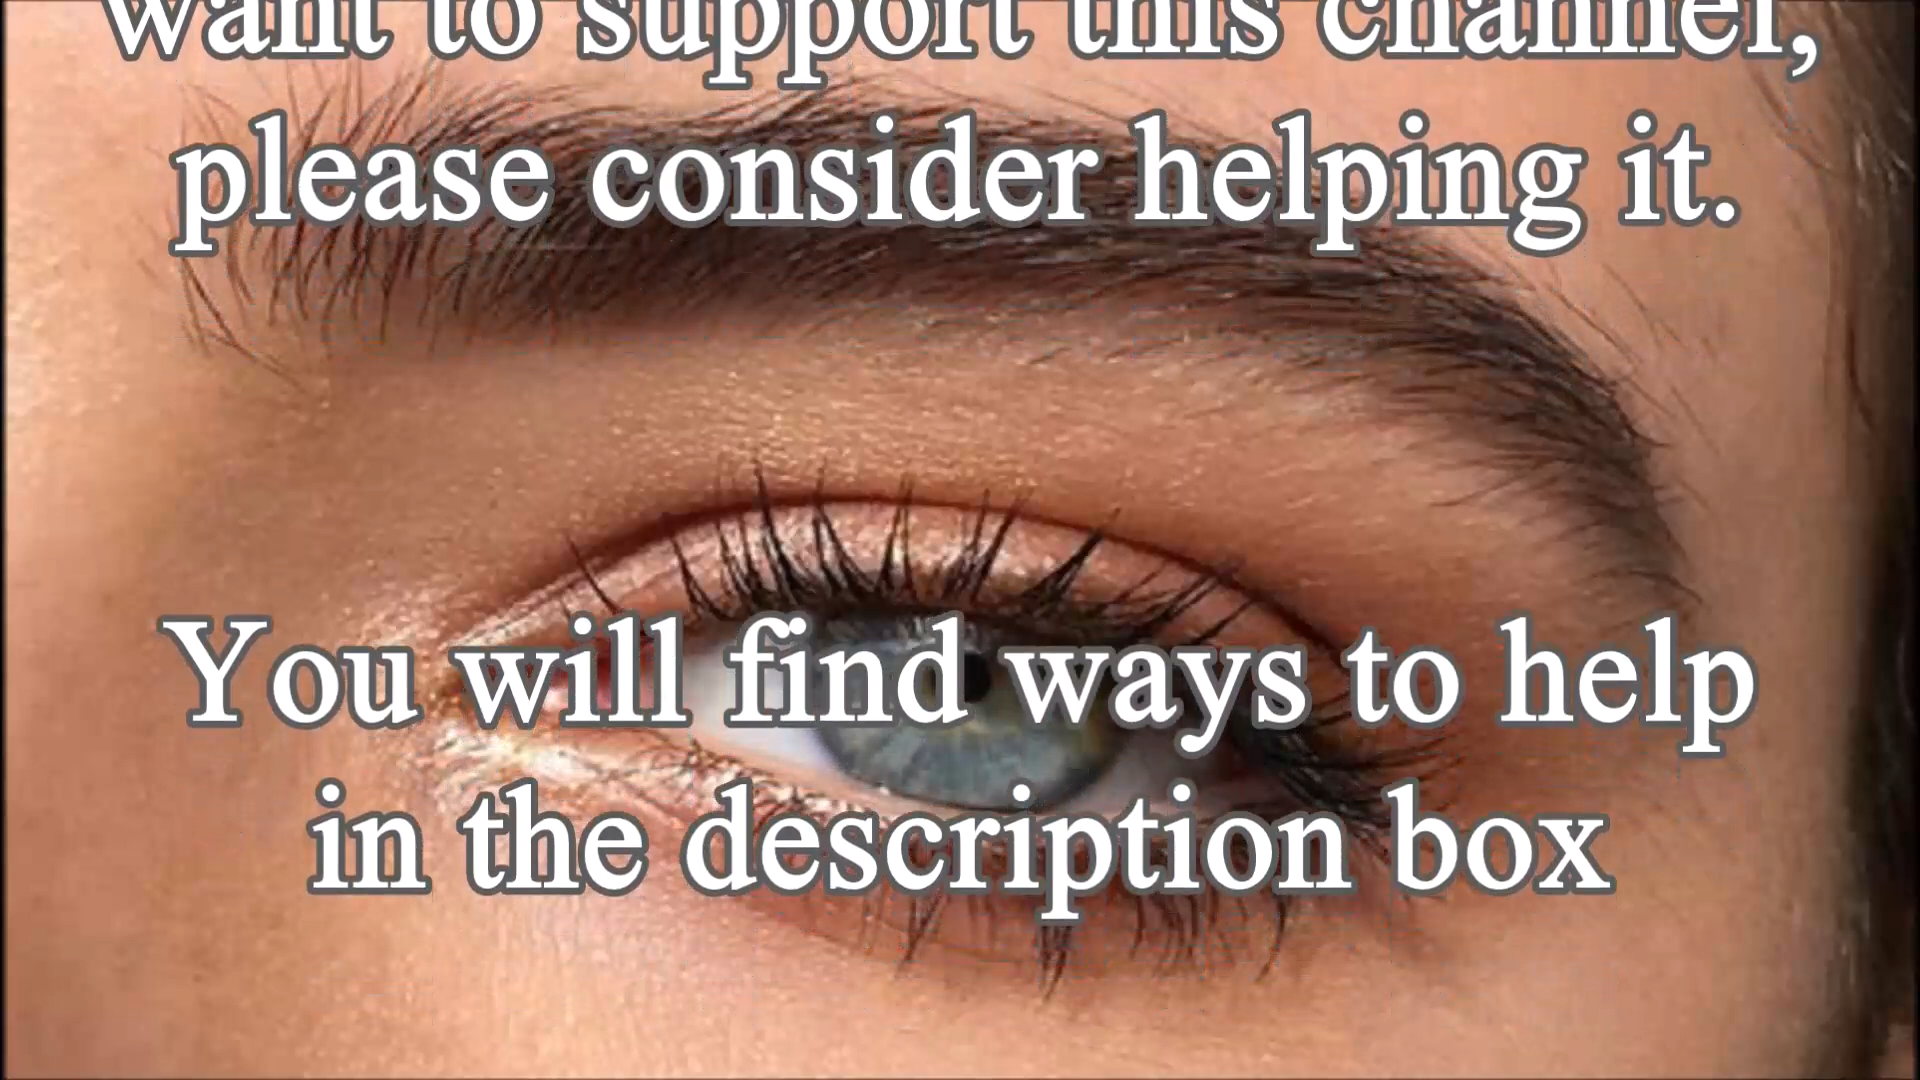 want to support this channel,
please consider helping it.
You will find ways to help
in the description box